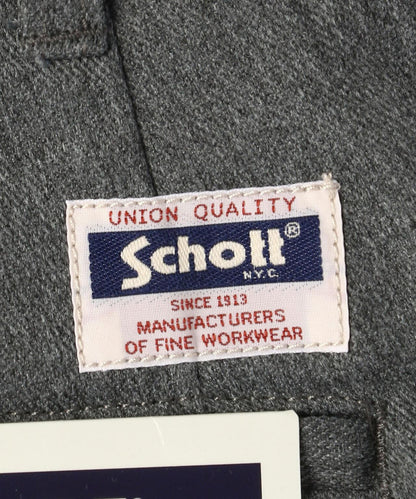 UNION QUALITY
Schott®
N.Y.C.
SINCE 1913
MANUFACTURERS
OF FINE WORKWEAR